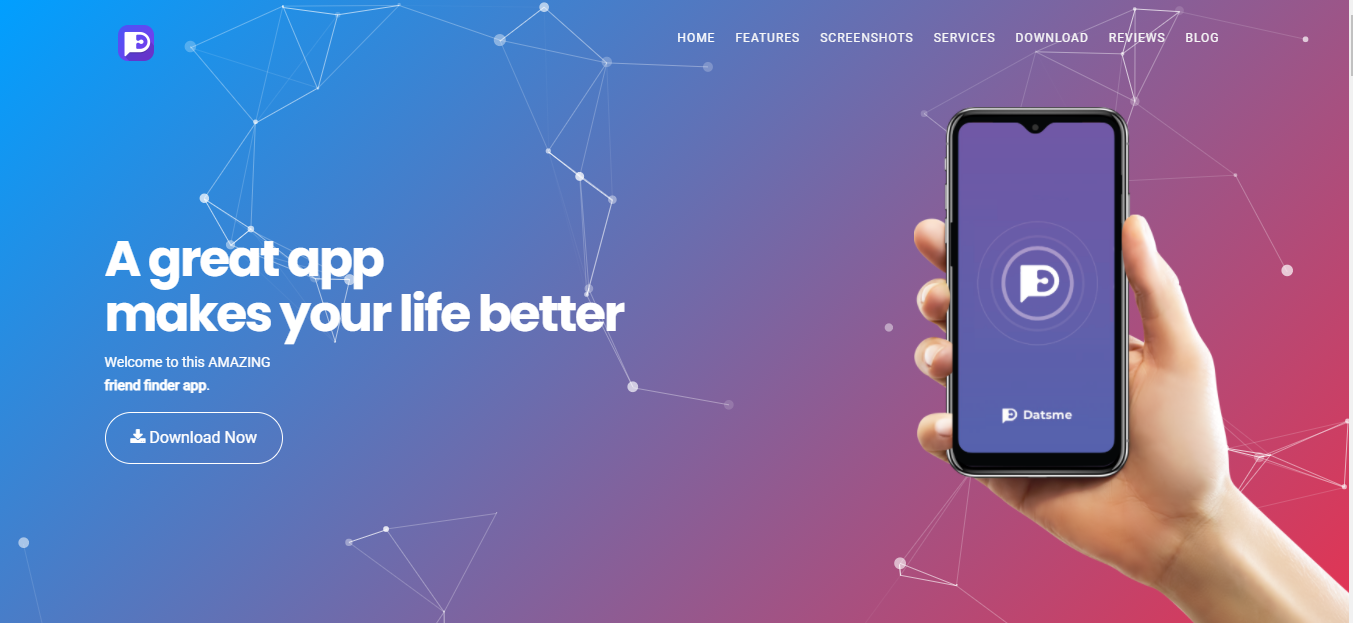 HOME FEATURES SCREENSHOTS SERVICES DOWNLOAD REVIEWS BLOG
A great app
makes your life better
Welcome to this AMAZING
friend finder app.
Download Now
Datsme